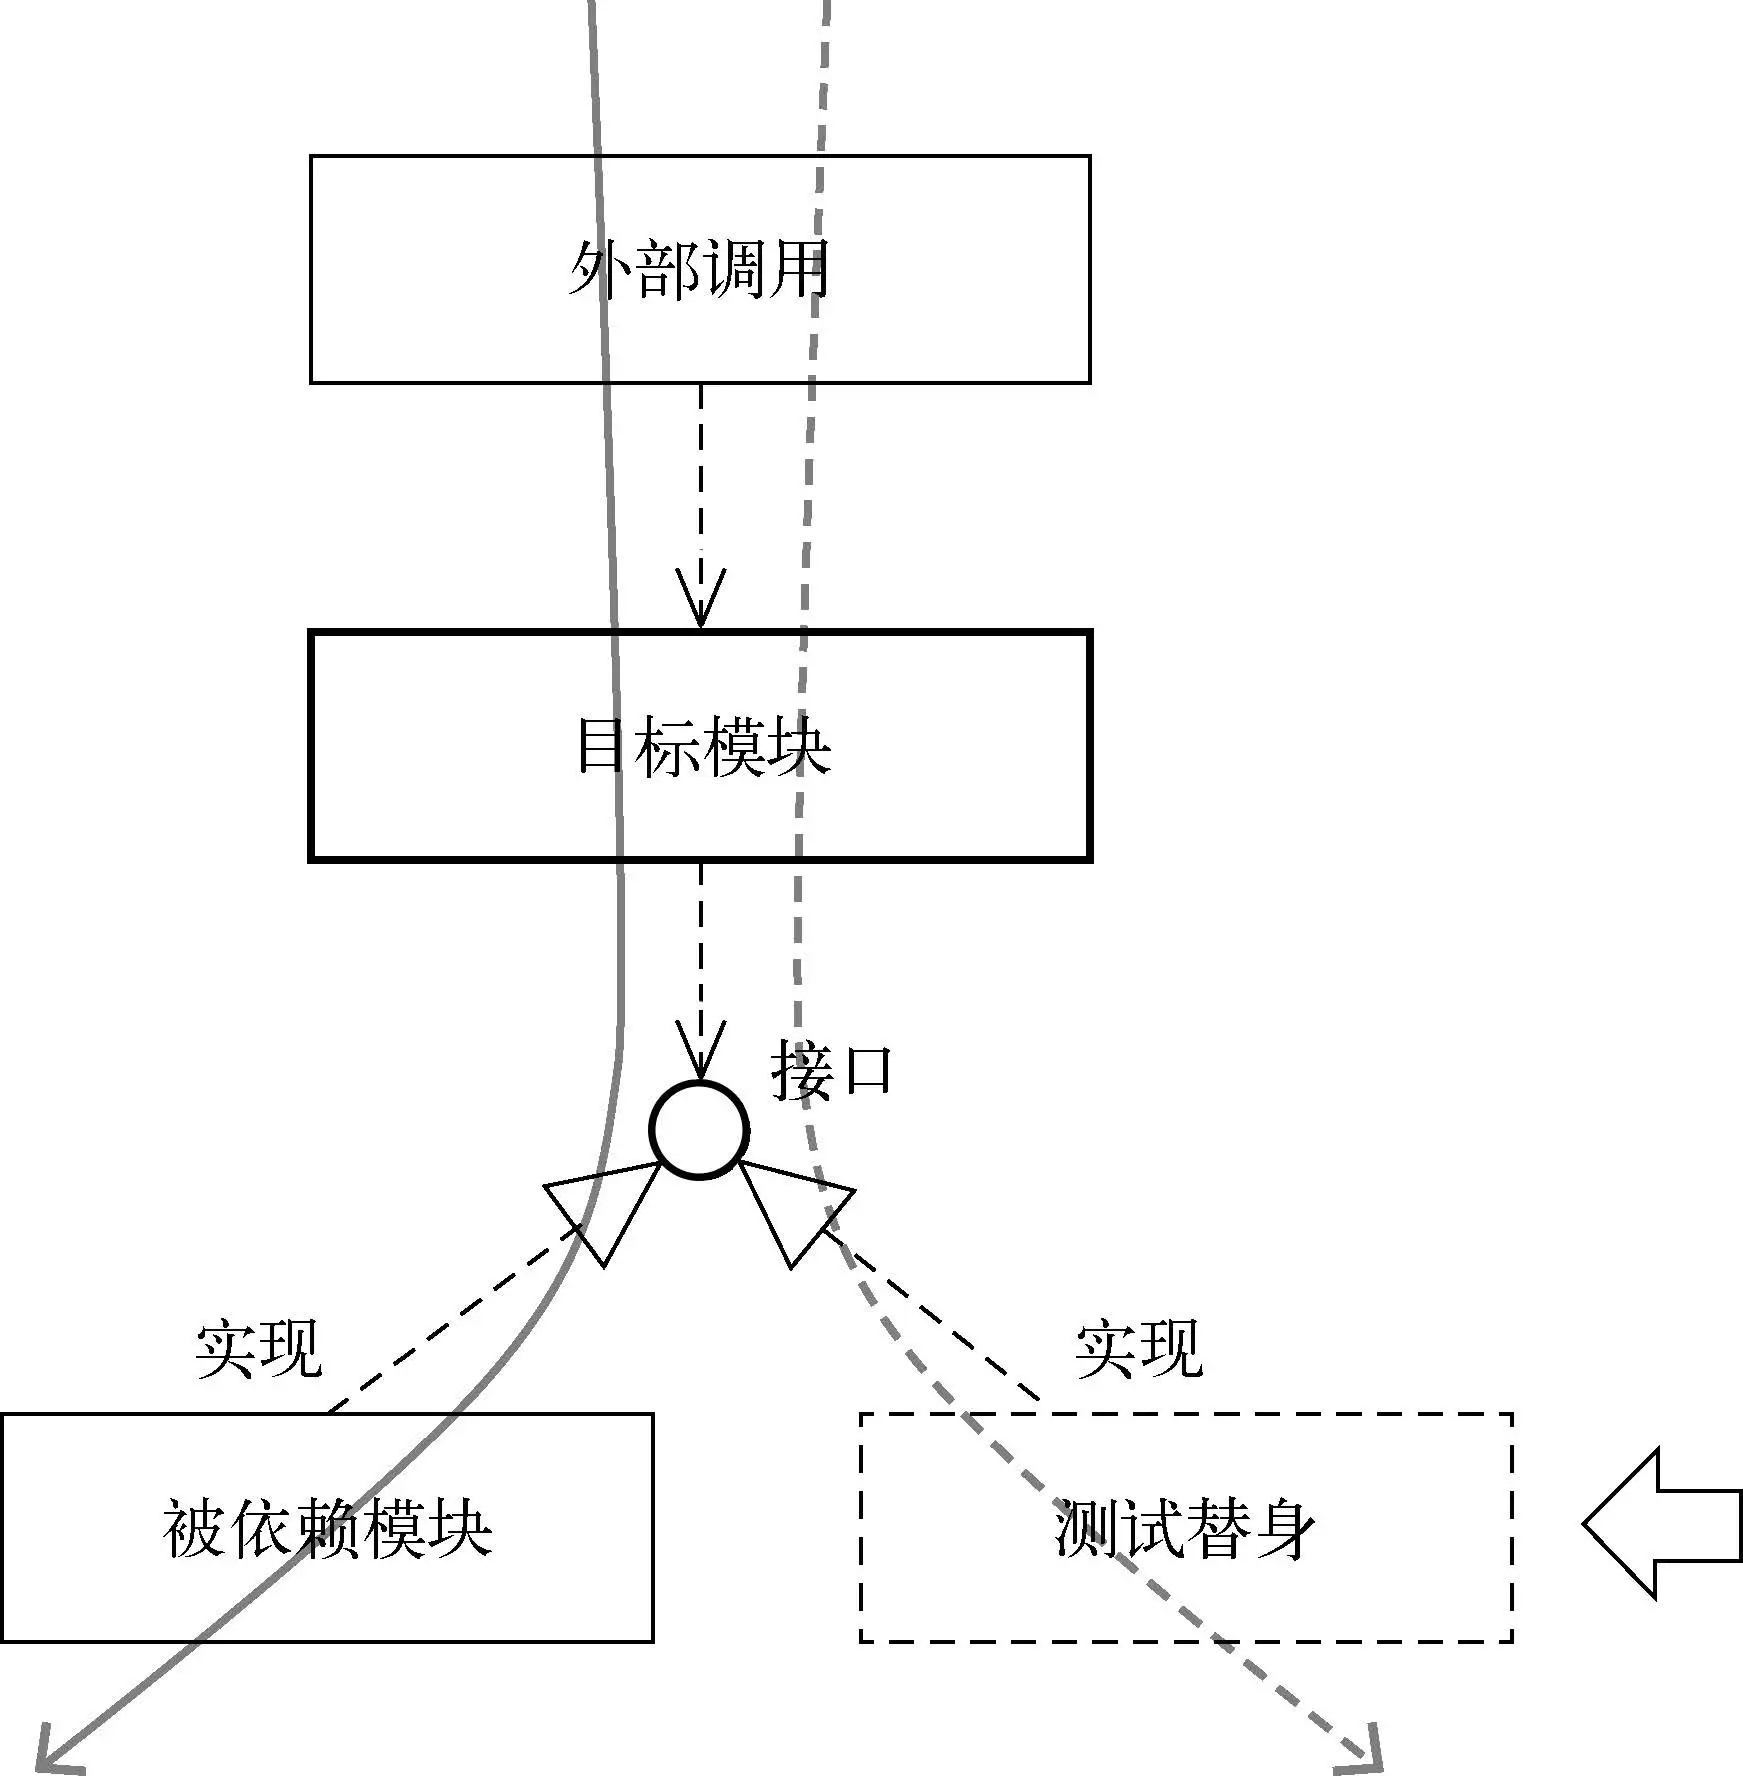 外部调用
目标模块
接口
实现
实现
被依赖模块
测试替身